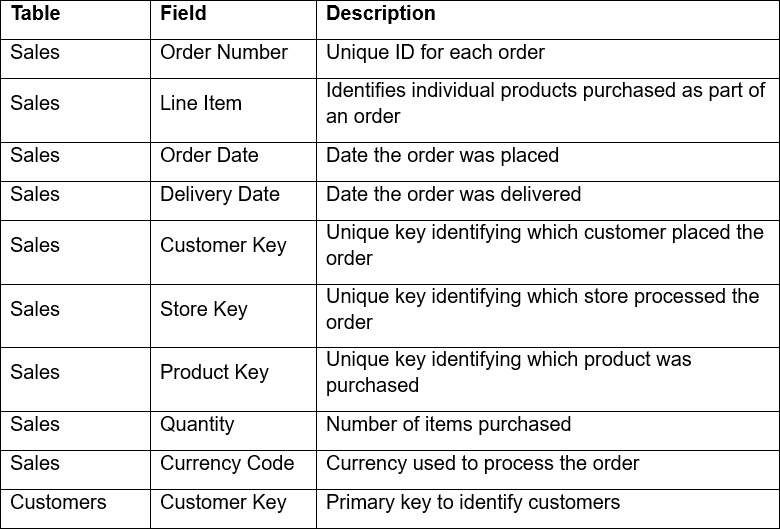 Table Field Description
Sales Order Number Unique ID for each order
Sales Line Item Identifies individual products purchased as part of
an order
Sales Order Date Date the order was placed
Sales Delivery Date Date the order was delivered
Sales Customer Key Unique key identifying which customer placed the
order
Sales Store Key Unique key identifying which store processed the
order
Sales Product Key Unique key identifying which product was
purchased
Sales Quantity Number of items purchased
Sales Currency Code Currency used to process the order
Customers Customer Key Primary key to identify customers